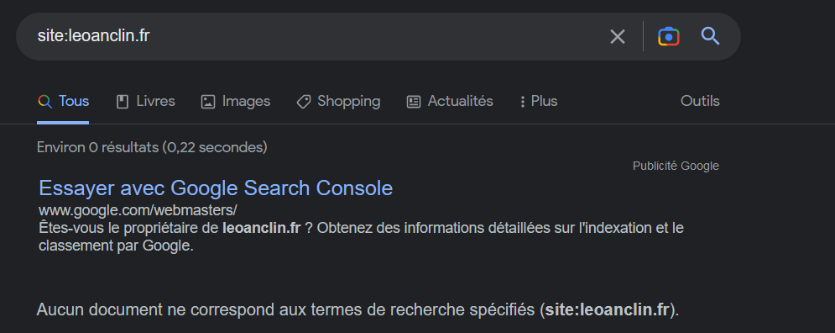 site:leoanclin.fr
Tous Livres Images Shopping Actualités Plus Outils
Environ 0 résultats (0,22 secondes)
Publicité Google
Essayer avec Google Search Console
www.google.com/webmasters/
Êtes-vous le propriétaire de leoanclin.fr ? Obtenez des informations détaillées sur l'indexation et le
classement par Google.
Aucun document ne correspond aux termes de recherche spécifiés (site:leoanclin.fr).